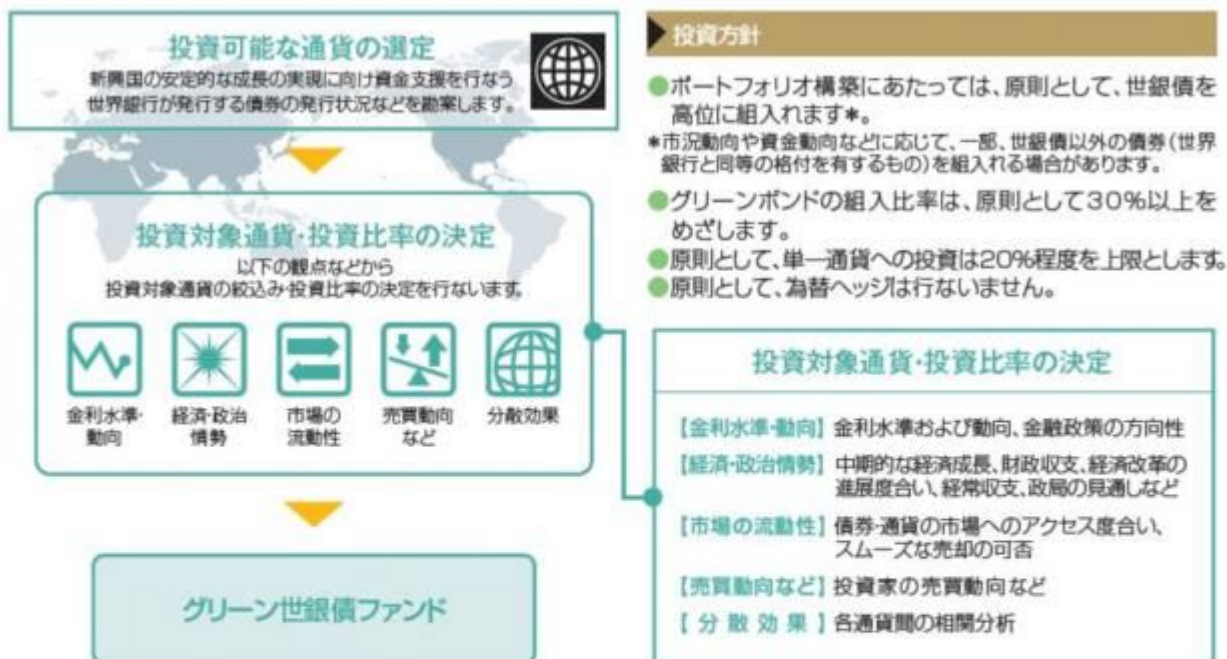 投資可能な通貨の選定
新興国の安定的な成長の実現に向け資金支援を行なう
世界銀行が発行する債券の発行状況などを勘案します。
投資対象通貨・投資比率の決定
以下の観点などから
投資対象通貨の絞込み・投資比率の決定を行ないます。
金利水準・
動向
経済・政治
情勢
市場の
流動性
売買動向
など
分散効果
グリーン世銀債ファンド
投資方針
●ポートフォリオ構築にあたっては、原則として、世銀債を
高位に組入れます*。
*市況動向や資金動向などに応じて、一部、世銀債以外の債券(世界
銀行と同等の格付を有するもの)を組入れる場合があります。
●グリーンボンドの組入比率は、原則として30%以上を
めざします。
●原則として、単一通貨への投資は20%程度を上限とします。
●原則として、為替ヘッジは行ないません。
投資対象通貨・投資比率の決定
【金利水準・動向】金利水準および動向、金融政策の方向性
【経済・政治情勢】中期的な経済成長、財政収支、経済改革の
進展度合い、経常収支、政局の見通しなど
【市場の流動性】債券・通貨の市場へのアクセス度合い、
スムーズな売却の可否
【売買動向など】投資家の売買動向など
【分散効果】各通貨間の相関分析